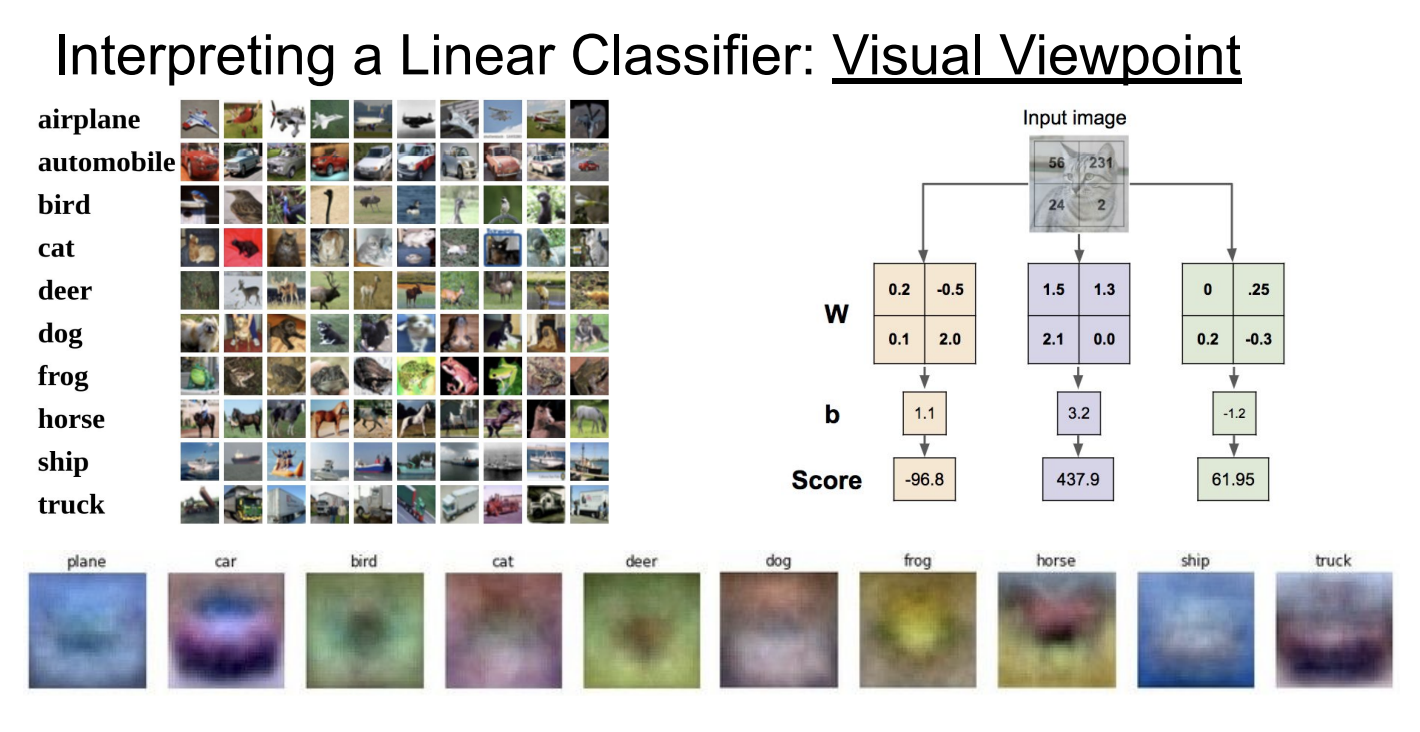 Interpreting a Linear Classifier: Visual Viewpoint
airplane
automobile
bird
cat
deer
dog
frog
horse
ship
truck
Input image
56 231
24 2
W
0.2 -0.5 1.5 1.3 0 .25
0.1 2.0 2.1 0.0 0.2 -0.3
b 1.1 3.2 -1.2
Score -96.8 437.9 61.95
plane car bird cat deer dog frog horse ship truck